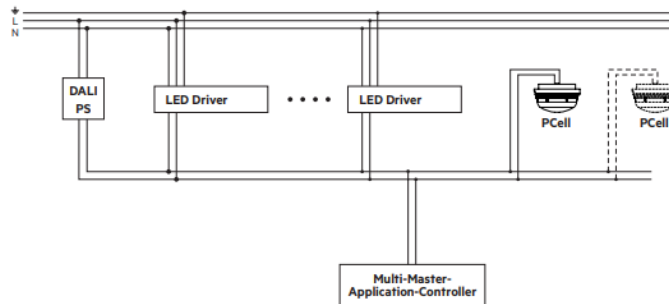 L
N
DALI
PS
LED Driver
LED Driver
PCell
PCell
Multi-Master-
Application-Controller